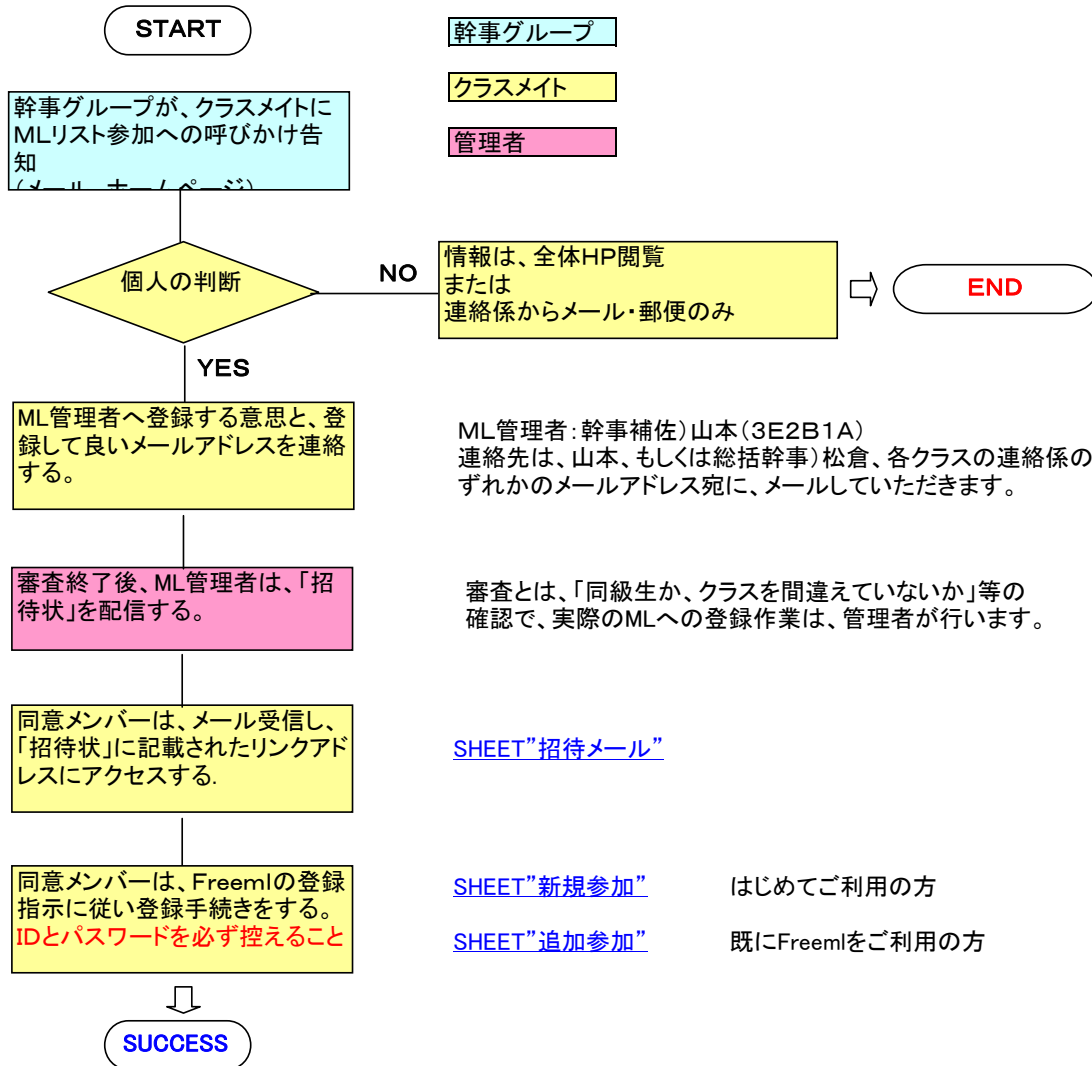 START
幹事グループ
クラスメイト
管理者
幹事グループが、クラスメイトに
MLリスト参加への呼びかけ告
知
(メール、ホームページ)
個人の判断
NO
情報は、全体HP閲覧
または
連絡係からメール・郵便のみ
END
YES
ML管理者へ登録する意思と、登
録して良いメールアドレスを連絡
する。
ML管理者：幹事補佐）山本（3E2B1A）
連絡先は、山本、もしくは総括幹事）松倉、各クラスの連絡係の
ずれかのメールアドレス宛に、メールしていただきます。
審査終了後、ML管理者は、「招
待状」を配信する。
審査とは、「同級生か、クラスを間違えていないか」等の
確認で、実際のMLへの登録作業は、管理者が行います。
同意メンバーは、メール受信し、
「招待状」に記載されたリンクアド
レスにアクセスする.
SHEET”招待メール”
同意メンバーは、Freemlの登録
指示に従い登録手続きをする。
IDとパスワードを必ず控えること
SHEET”新規参加”
はじめてご利用の方
SHEET”追加参加”
既にFreemlをご利用の方
SUCCESS